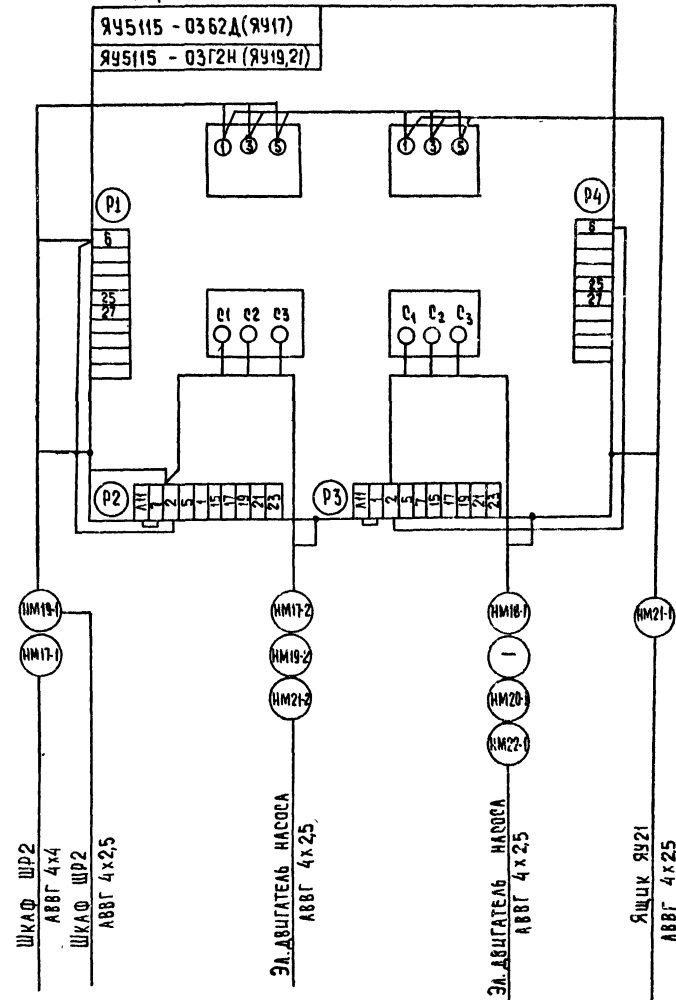 ЯУ5115 - 03Б2Д(ЯУ17)
ЯУ5115 - 03Г2Н(ЯУ19,21)
1 3 5
1 3 5
Р1
6
25
27
Р4
6
25
27
С1 С2 С3
С1 С2 С3
Р2
А11 2 5 1 15 17 19 21 23
Р3
А11 1 2 5 7 15 17 19 21 23
НМ19-1
НМ17-1
НМ17-2
НМ19-2
НМ21-2
НМ18-1
—
НМ20-1
НМ22-1
НМ21-1
ШКАФ ШР2
АВВГ 4х4
ШКАФ ШР2
АВВГ 4х2,5
ЭЛ.ДВИГАТЕЛЬ НАСОСА
АВВГ 4х2,5
ЭЛ.ДВИГАТЕЛЬ НАСОСА
АВВГ 4х2,5
ЯЩИК ЯУ21
АВВГ 4х25